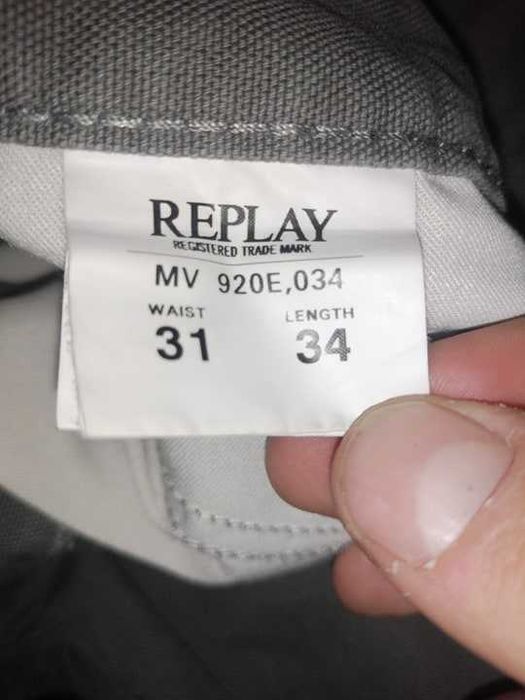 REPLAY
REGISTERED TRADE MARK
MV 920E,034
WAIST LENGTH
31 34